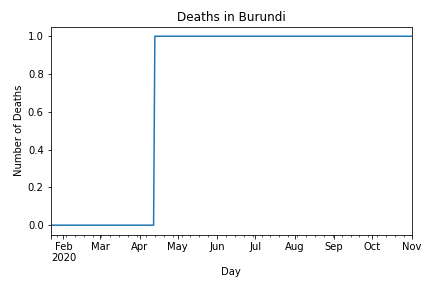 Deaths in Burundi
Number of Deaths
1.0
0.8
0.6
0.4
0.2
0.0
Feb Mar Apr May Jun Jul Aug Sep Oct Nov
2020
Day